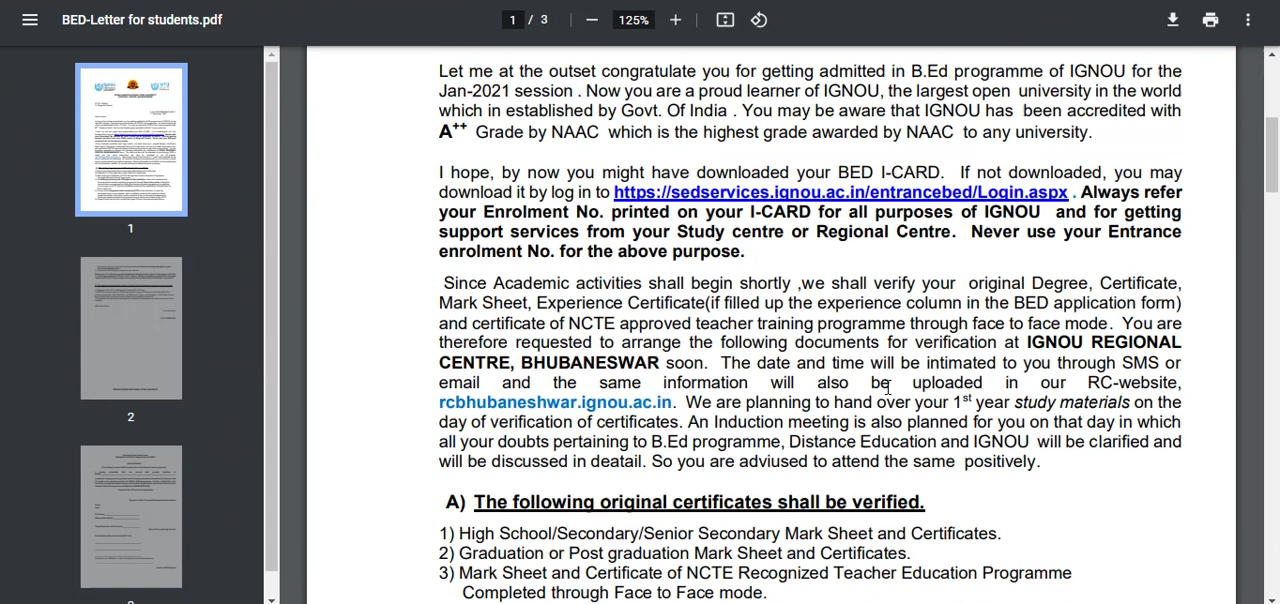 BED-Letter for students.pdf
1 / 3
125%
Let me at the outset congratulate you for getting admitted in B.Ed programme of IGNOU for the
Jan-2021 session . Now you are a proud learner of IGNOU, the largest open university in the world
which in established by Govt. Of India . You may be aware that IGNOU has been accredited with
A++ Grade by NAAC which is the highest grade awarded by NAAC to any university.
I hope, by now you might have downloaded your BED I-CARD. If not downloaded, you may
download it by log in to https://sedservices.ignou.ac.in/entrancebed/Login.aspx . Always refer
your Enrolment No. printed on your I-CARD for all purposes of IGNOU and for getting
support services from your Study centre or Regional Centre. Never use your Entrance
enrolment No. for the above purpose.
Since Academic activities shall begin shortly ,we shall verify your original Degree, Certificate,
Mark Sheet, Experience Certificate(if filled up the experience column in the BED application form)
and certificate of NCTE approved teacher training programme through face to face mode. You are
therefore requested to arrange the following documents for verification at IGNOU REGIONAL
CENTRE, BHUBANESWAR soon. The date and time will be intimated to you through SMS or
email and the same information will also be uploaded in our RC-website,
rcbhubaneshwar.ignou.ac.in. We are planning to hand over your 1st year study materials on the
day of verification of certificates. An Induction meeting is also planned for you on that day in which
all your doubts pertaining to B.Ed programme, Distance Education and IGNOU will be clarified and
will be discussed in deatail. So you are adviused to attend the same positively.
A) The following original certificates shall be verified.
1) High School/Secondary/Senior Secondary Mark Sheet and Certificates.
2) Graduation or Post graduation Mark Sheet and Certificates.
3) Mark Sheet and Certificate of NCTE Recognized Teacher Education Programme
Completed through Face to Face mode.
1
2